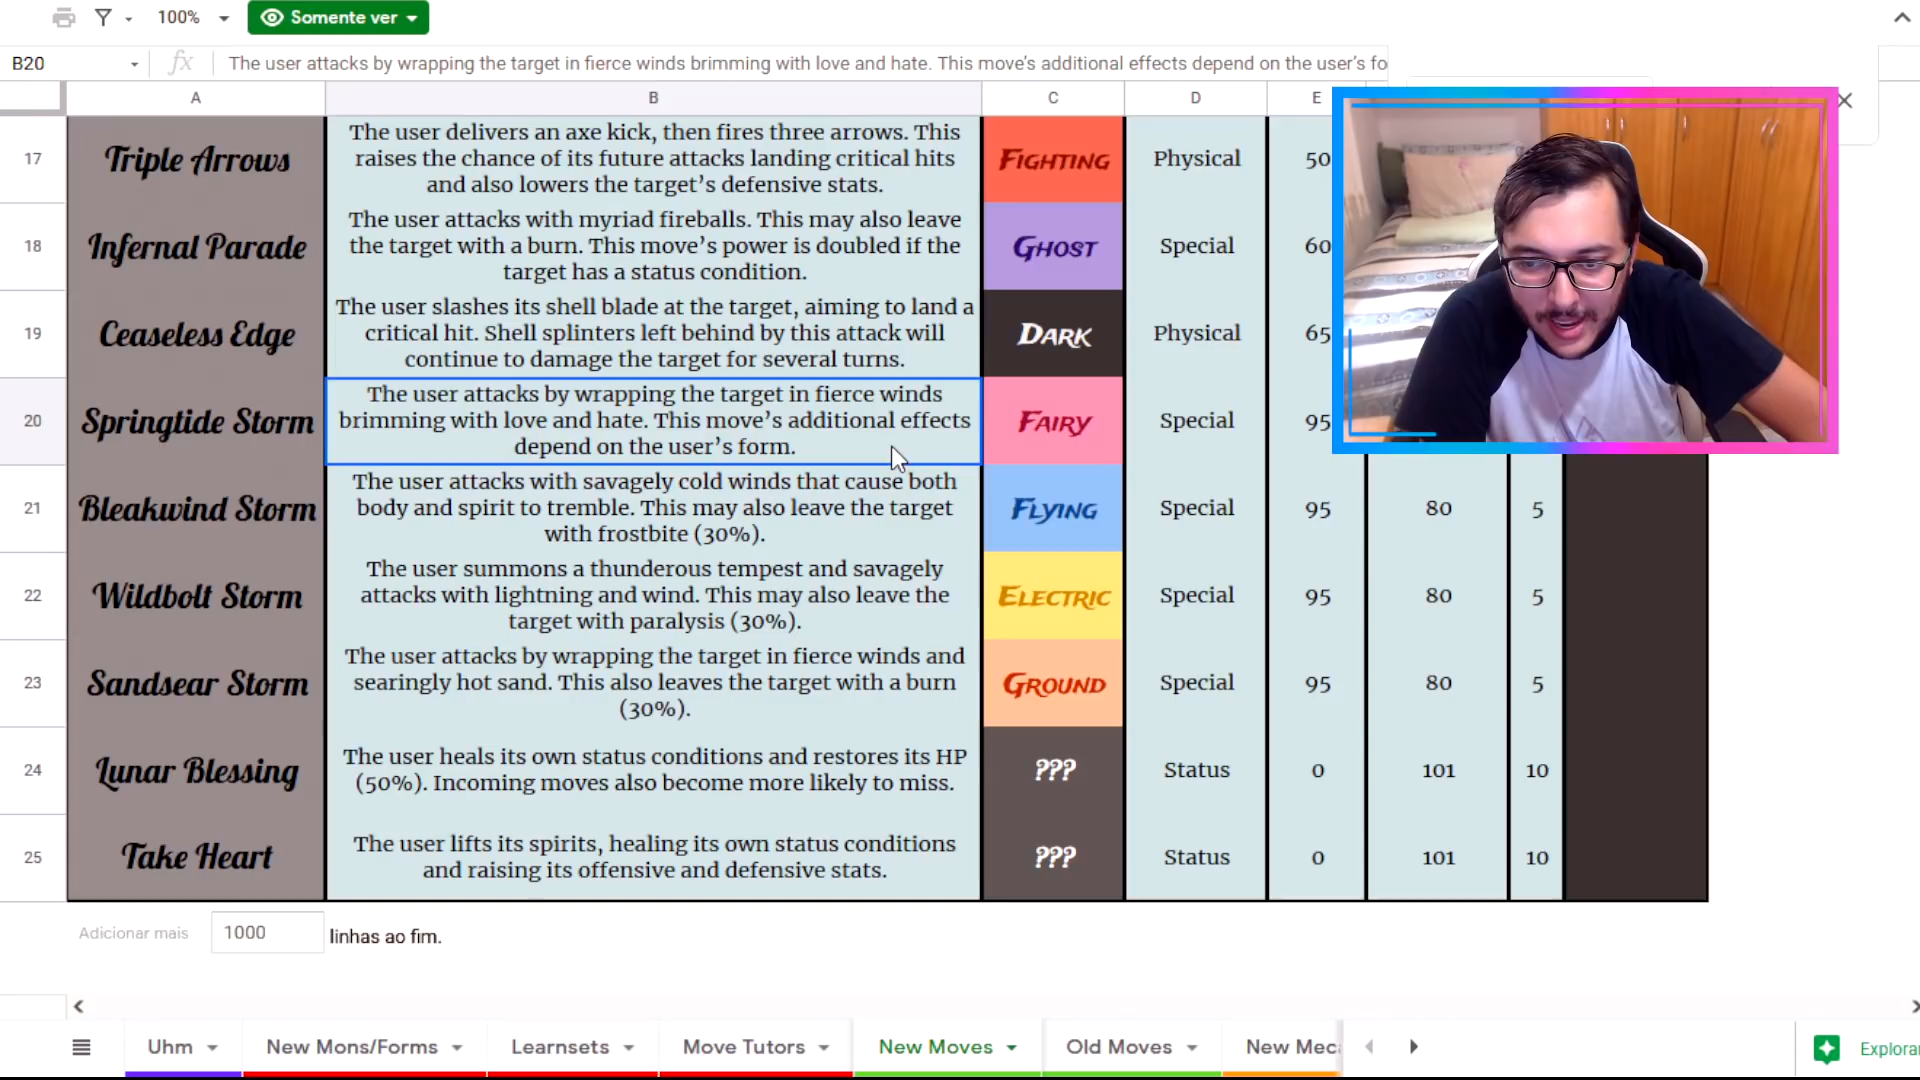 100%
Somente ver
B20
fx
The user attacks by wrapping the target in fierce winds brimming with love and hate. This move's additional effects depend on the user's fo
A B C D E
17
Triple Arrows
The user delivers an axe kick, then fires three arrows. This
raises the chance of its future attacks landing critical hits
and also lowers the target's defensive stats.
Fighting
Physical
50
18
Infernal Parade
The user attacks with myriad fireballs. This may also leave
the target with a burn. This move's power is doubled if the
target has a status condition.
Ghost
Special
60
19
Ceaseless Edge
The user slashes its shell blade at the target, aiming to land a
critical hit. Shell splinters left behind by this attack will
continue to damage the target for several turns.
Dark
Physical
65
20
Springtide Storm
The user attacks by wrapping the target in fierce winds
brimming with love and hate. This move's additional effects
depend on the user's form.
Fairy
Special
95
21
Bleakwind Storm
The user attacks with savagely cold winds that cause both
body and spirit to tremble. This may also leave the target
with frostbite (30%).
Flying
Special
95
80
5
22
Wildbolt Storm
The user summons a thunderous tempest and savagely
attacks with lightning and wind. This may also leave the
target with paralysis (30%).
Electric
Special
95
80
5
23
Sandsear Storm
The user attacks by wrapping the target in fierce winds and
searingly hot sand. This also leaves the target with a burn
(30%).
Ground
Special
95
80
5
24
Lunar Blessing
The user heals its own status conditions and restores its HP
(50%). Incoming moves also become more likely to miss.
???
Status
0
101
10
25
Take Heart
The user lifts its spirits, healing its own status conditions
and raising its offensive and defensive stats.
???
Status
0
101
10
Adicionar mais 1000 linhas ao fim.
Uhm New Mons/Forms Learnsets Move Tutors New Moves Old Moves New Mec Explorar